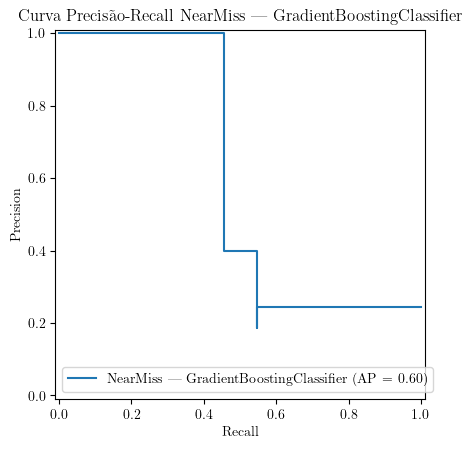 Curva Precisão-Recall NearMiss — GradientBoostingClassifier
1.0
0.8
0.6
0.4
0.2
0.0
Precision
NearMiss — GradientBoostingClassifier (AP = 0.60)
0.0 0.2 0.4 0.6 0.8 1.0
Recall